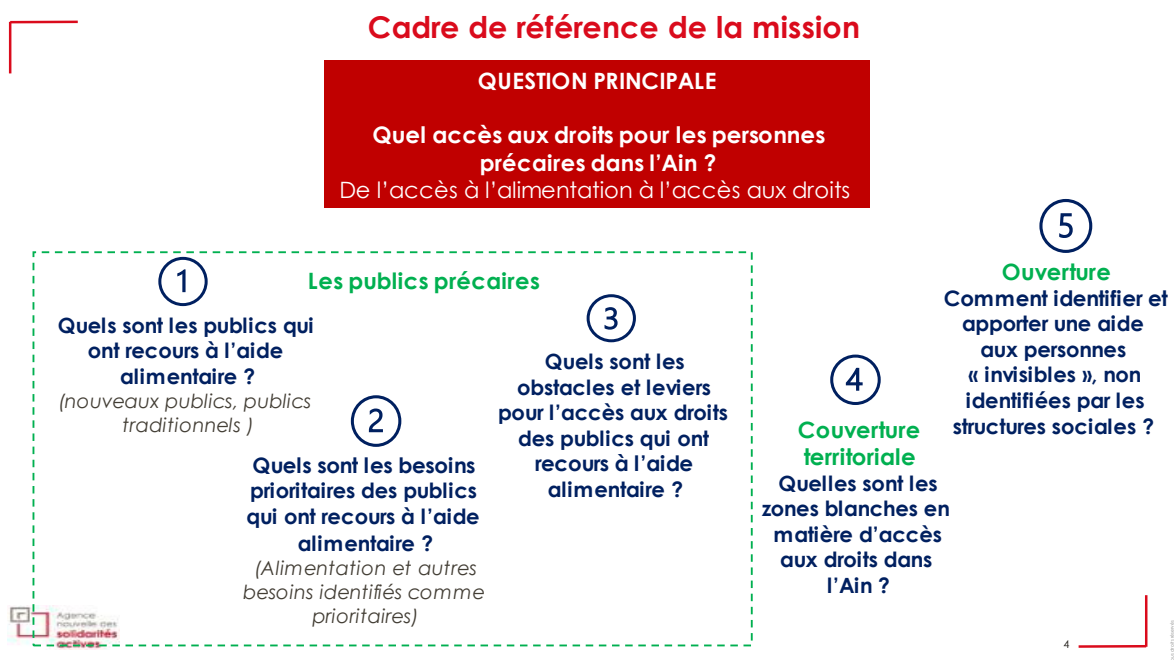 Cadre de référence de la mission
QUESTION PRINCIPALE
Quel accès aux droits pour les personnes
précaires dans l'Ain ?
De l'accès à l'alimentation à l'accès aux droits
Les publics précaires
1
Quels sont les publics qui
ont recours à l'aide
alimentaire ?
(nouveaux publics, publics
traditionnels )
2
Quels sont les besoins
prioritaires des publics
qui ont recours à l'aide
alimentaire ?
(Alimentation et autres
besoins identifiés comme
prioritaires)
3
Quels sont les
obstacles et leviers
pour l'accès aux droits
des publics qui ont
recours à l'aide
alimentaire ?
4
Couverture
territoriale
Quelles sont les
zones blanches en
matière d'accès
aux droits dans
l'Ain ?
5
Ouverture
Comment identifier et
apporter une aide
aux personnes
« invisibles », non
identifiées par les
structures sociales ?
Agence
nouvelle des
solidarités
actives
4